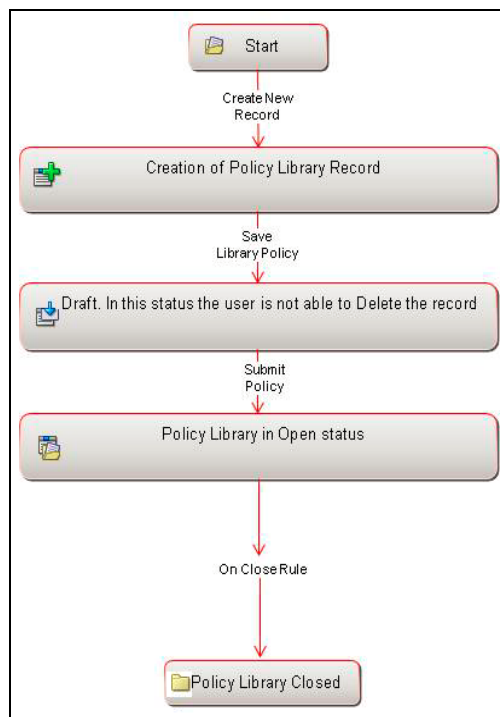 Start
Create New
Record
Creation of Policy Library Record
Save
Library Policy
Draft. In this status the user is not able to Delete the record
Submit
Policy
Policy Library in Open status
On Close Rule
Policy Library Closed